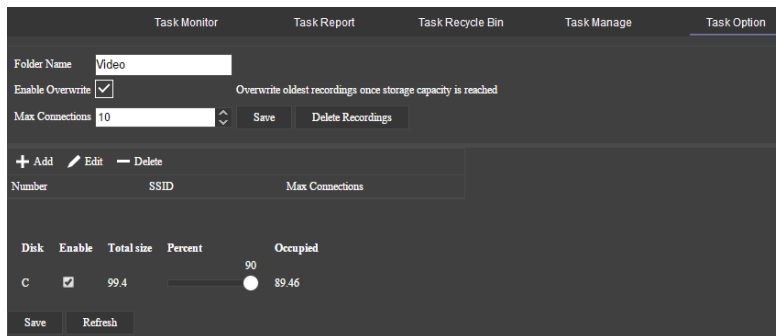 Task Monitor Task Report Task Recycle Bin Task Manage Task Option
Folder Name Video
Enable Overwrite Overwrite oldest recordings once storage capacity is reached
Max Connections 10 Save Delete Recordings
Add Edit Delete
Number SSID Max Connections
Disk Enable Total size Percent Occupied
90
C 99.4 89.46
Save Refresh